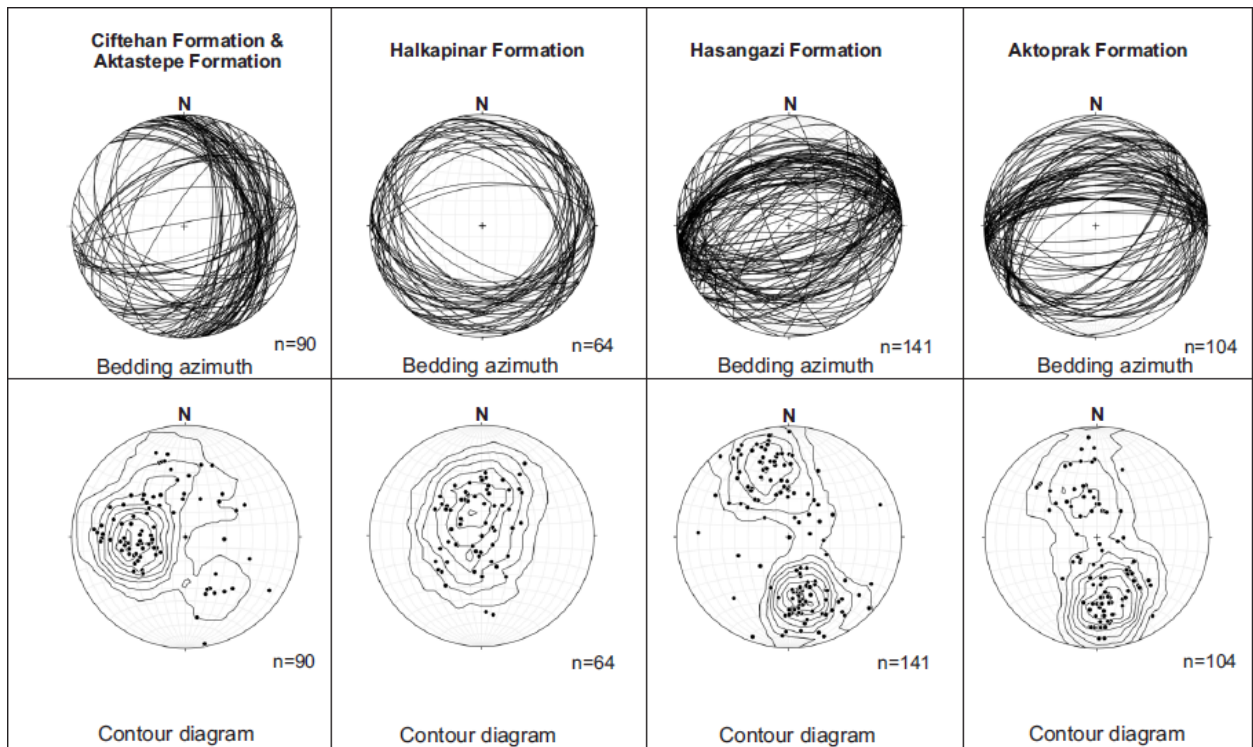 Ciftehan Formation &
Aktastepe Formation
Halkapinar Formation
Hasangazi Formation
Aktoprak Formation
N
N
N
N
n=90
n=64
n=141
n=104
Bedding azimuth
Bedding azimuth
Bedding azimuth
Bedding azimuth
N
N
N
N
n=90
n=64
n=141
n=104
Contour diagram
Contour diagram
Contour diagram
Contour diagram